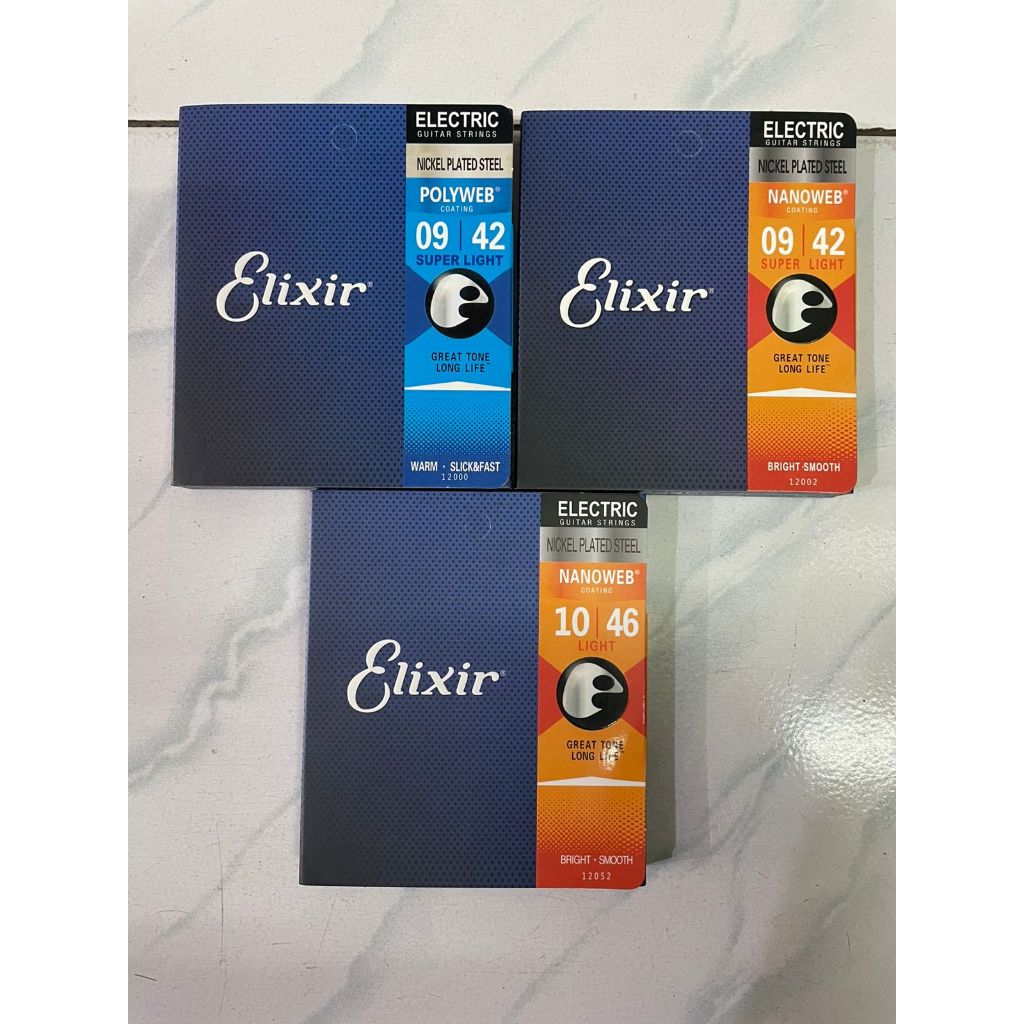 Elixir®
ELECTRIC
GUITAR STRINGS
NICKEL PLATED STEEL
POLYWEB®
COATING
09 | 42
SUPER LIGHT
GREAT TONE
LONG LIFE™
WARM · SLICK&FAST
12000
Elixir®
ELECTRIC
GUITAR STRINGS
NICKEL PLATED STEEL
NANOWEB®
COATING
09 | 42
SUPER LIGHT
GREAT TONE
LONG LIFE™
BRIGHT·SMOOTH
12002
Elixir®
ELECTRIC
GUITAR STRINGS
NICKEL PLATED STEEL
NANOWEB®
COATING
10 | 46
LIGHT
GREAT TONE
LONG LIFE™
BRIGHT · SMOOTH
12052